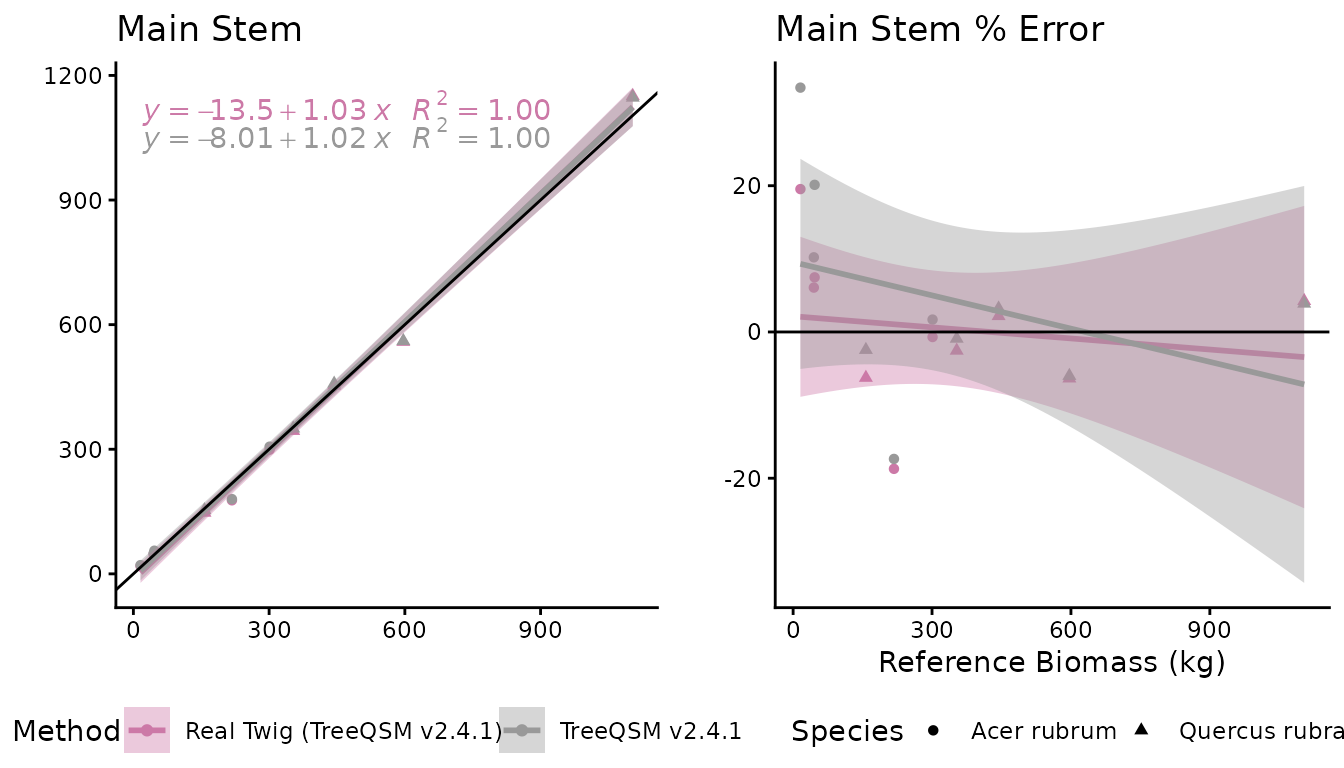 Main Stem
1200
900
600
300
0
y = −13.5 + 1.03 x R² = 1.00
y = −8.01 + 1.02 x R² = 1.00
0 300 600 900
Main Stem % Error
20
0
-20
0 300 600 900
Reference Biomass (kg)
Method Real Twig (TreeQSM v2.4.1) TreeQSM v2.4.1 Species Acer rubrum Quercus rubra